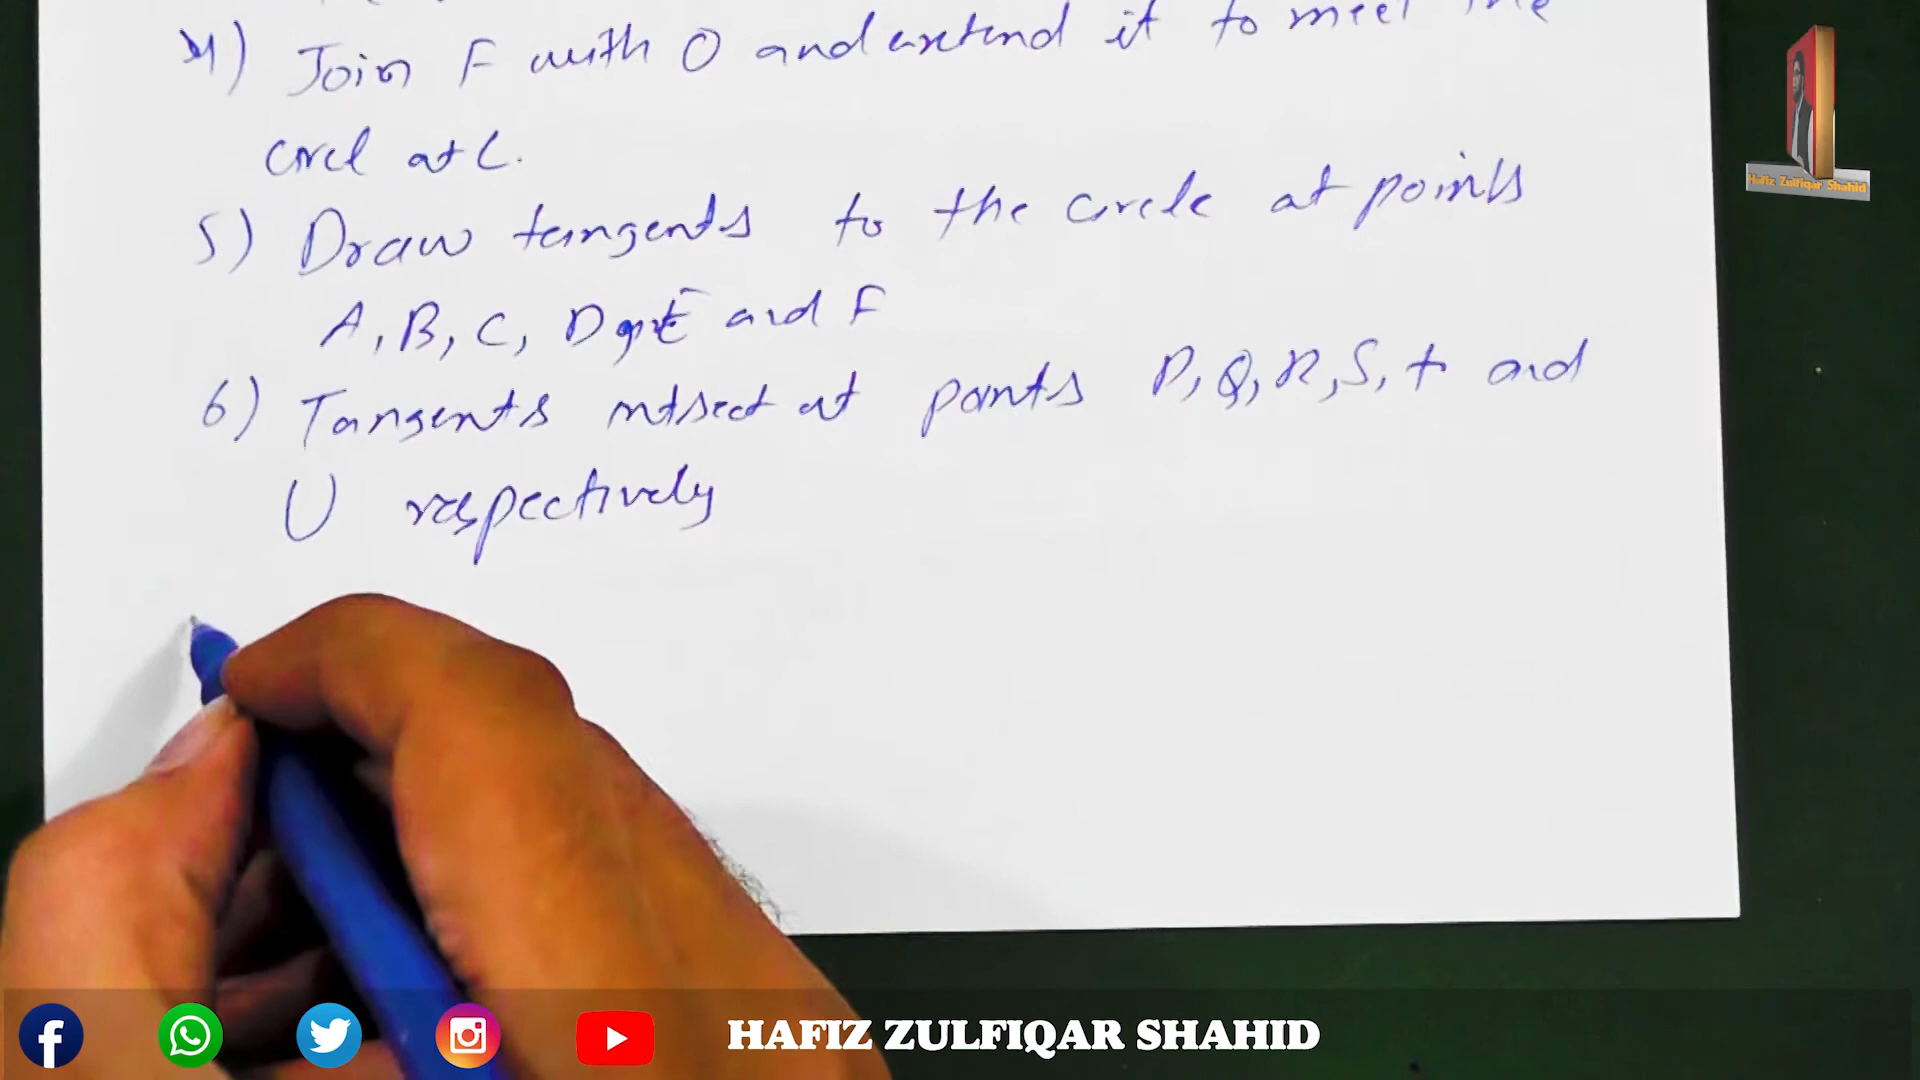 4) Join F with O and extend it to meet the
Circl at C.
5) Draw tangents to the circle at points
A, B, C, D E and F
6) Tangents intsect at points P, Q, R, S, t and
U respectively
Hafiz Zulfiqar Shahid
HAFIZ ZULFIQAR SHAHID